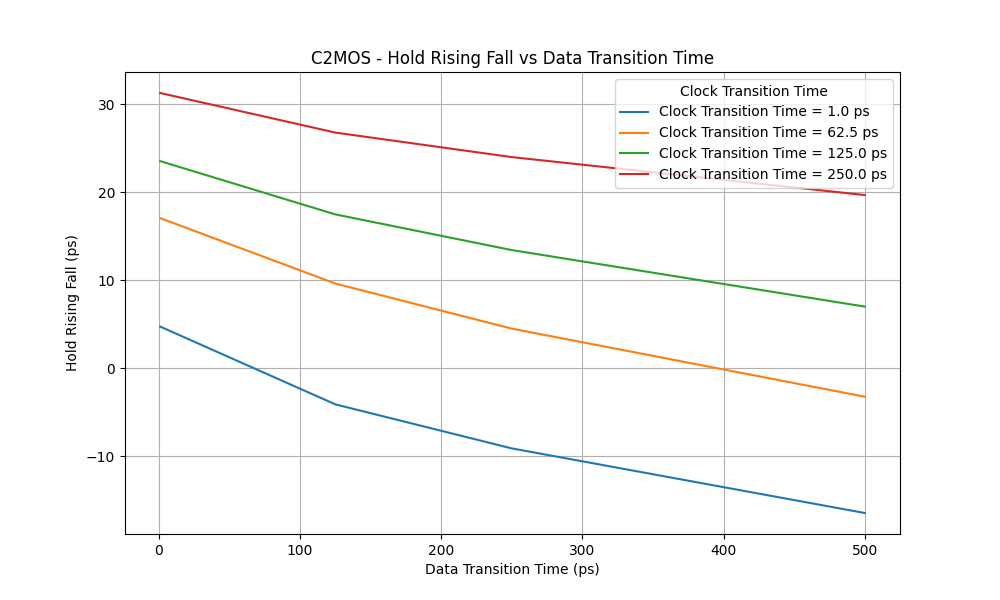 C2MOS - Hold Rising Fall vs Data Transition Time
Clock Transition Time
Clock Transition Time = 1.0 ps
Clock Transition Time = 62.5 ps
Clock Transition Time = 125.0 ps
Clock Transition Time = 250.0 ps
Hold Rising Fall (ps)
30
20
10
0
−10
0 100 200 300 400 500
Data Transition Time (ps)